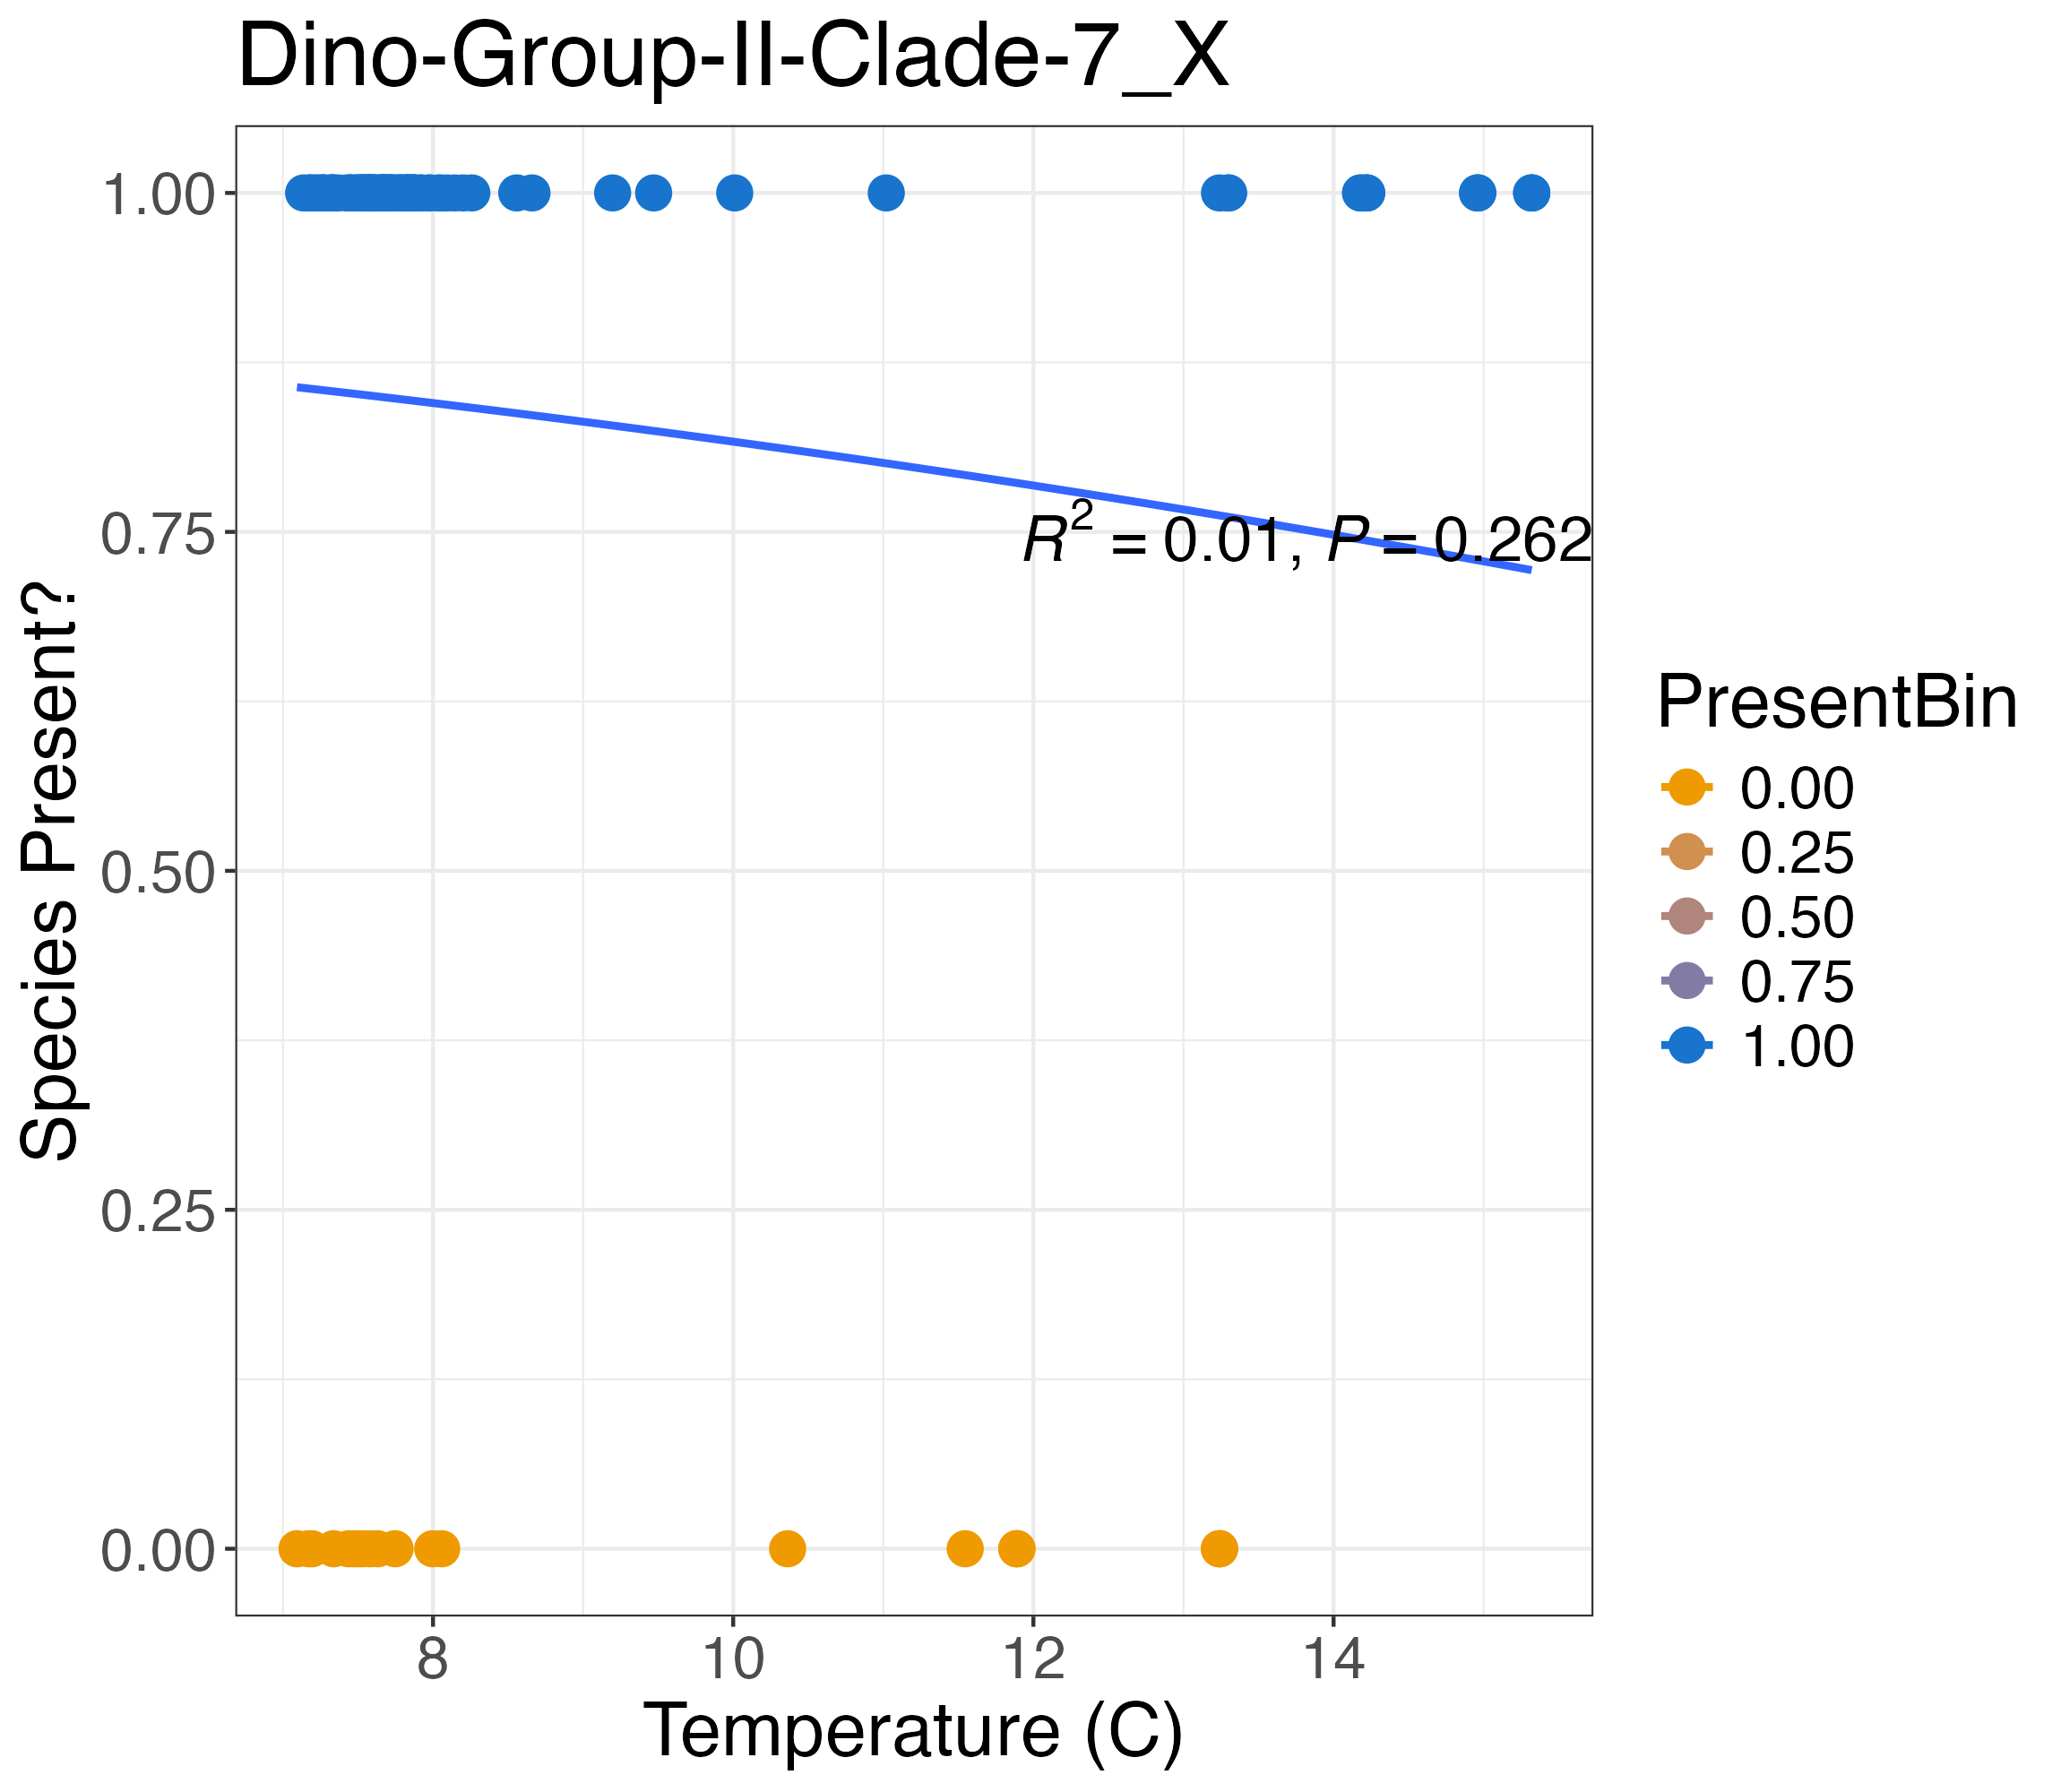 Dino-Group-II-Clade-7_X
1.00
0.75
0.50
0.25
0.00
Species Present?
R² = 0.01, P = 0.262
8 10 12 14
Temperature (C)
PresentBin
0.00
0.25
0.50
0.75
1.00